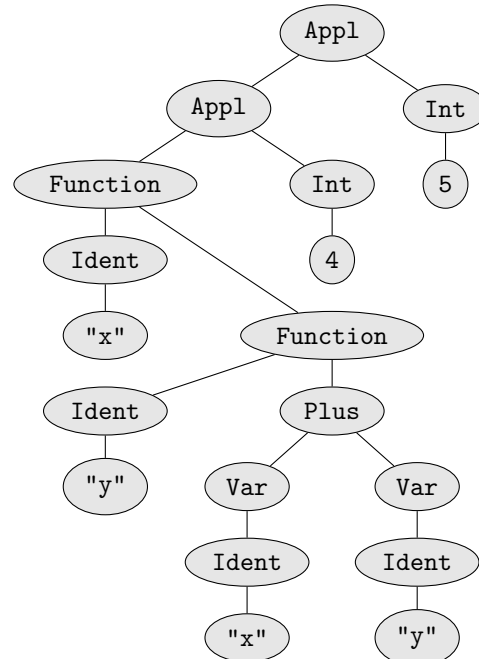 Appl
Appl Int
Function Int 5
Ident 4
"x" Function
Ident Plus
"y" Var Var
Ident Ident
"x" "y"